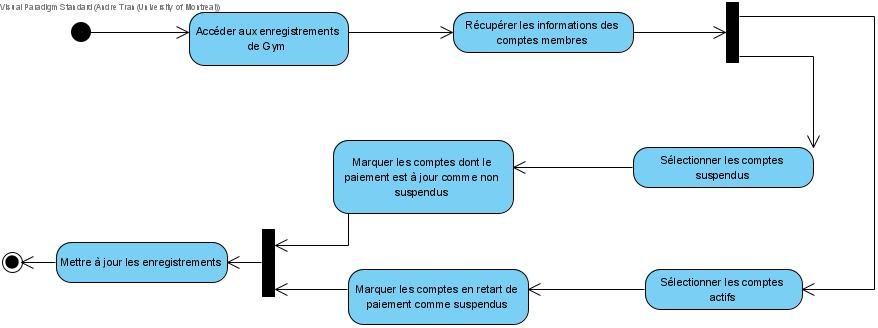 Visual Paradigm Standard(Andre Tran(University of Montreal))
Accéder aux enregistrements
de Gym
Récupérer les informations des
comptes membres
Marquer les comptes dont le
paiement est à jour comme non
suspendus
Sélectionner les comptes
suspendus
Mettre à jour les enregistrements
Marquer les comptes en retart de
paiement comme suspendus
Sélectionner les comptes
actifs